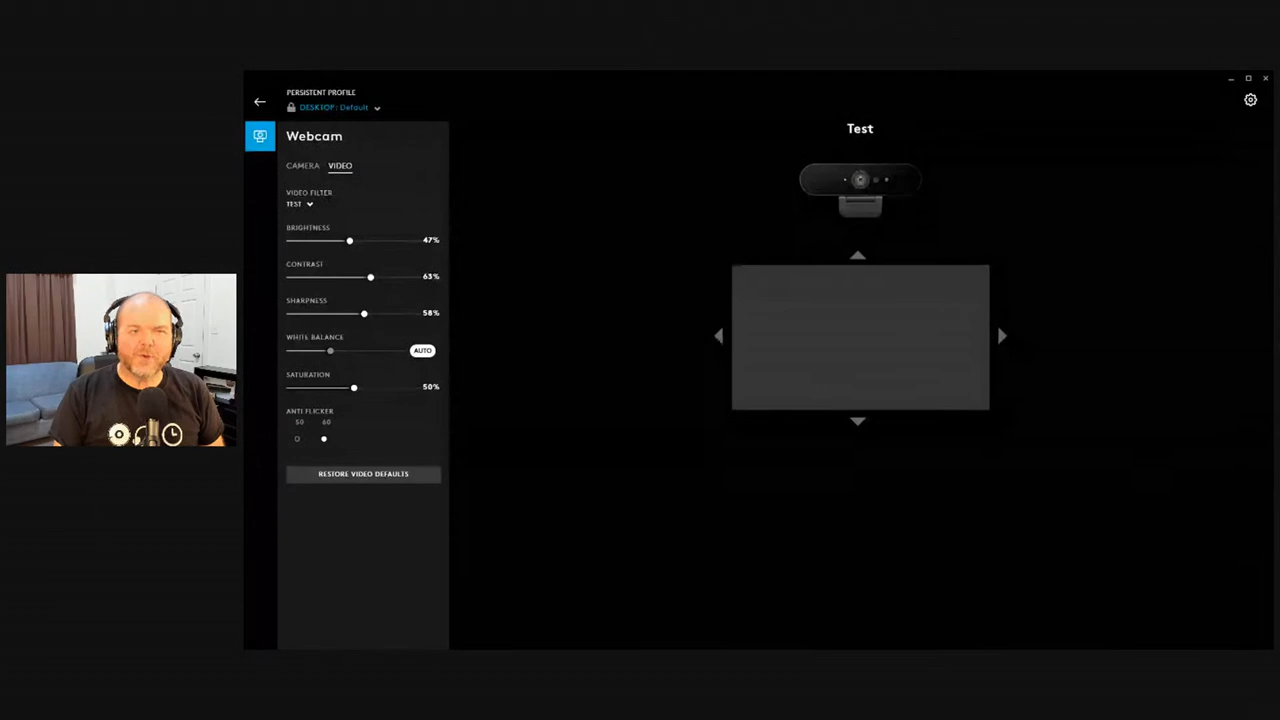 PERSISTENT PROFILE
DESKTOP: Default
Webcam
CAMERA VIDEO
VIDEO FILTER
TEST
BRIGHTNESS
47%
CONTRAST
63%
SHARPNESS
58%
WHITE BALANCE
AUTO
SATURATION
50%
ANTI FLICKER
50 60
RESTORE VIDEO DEFAULTS
Test